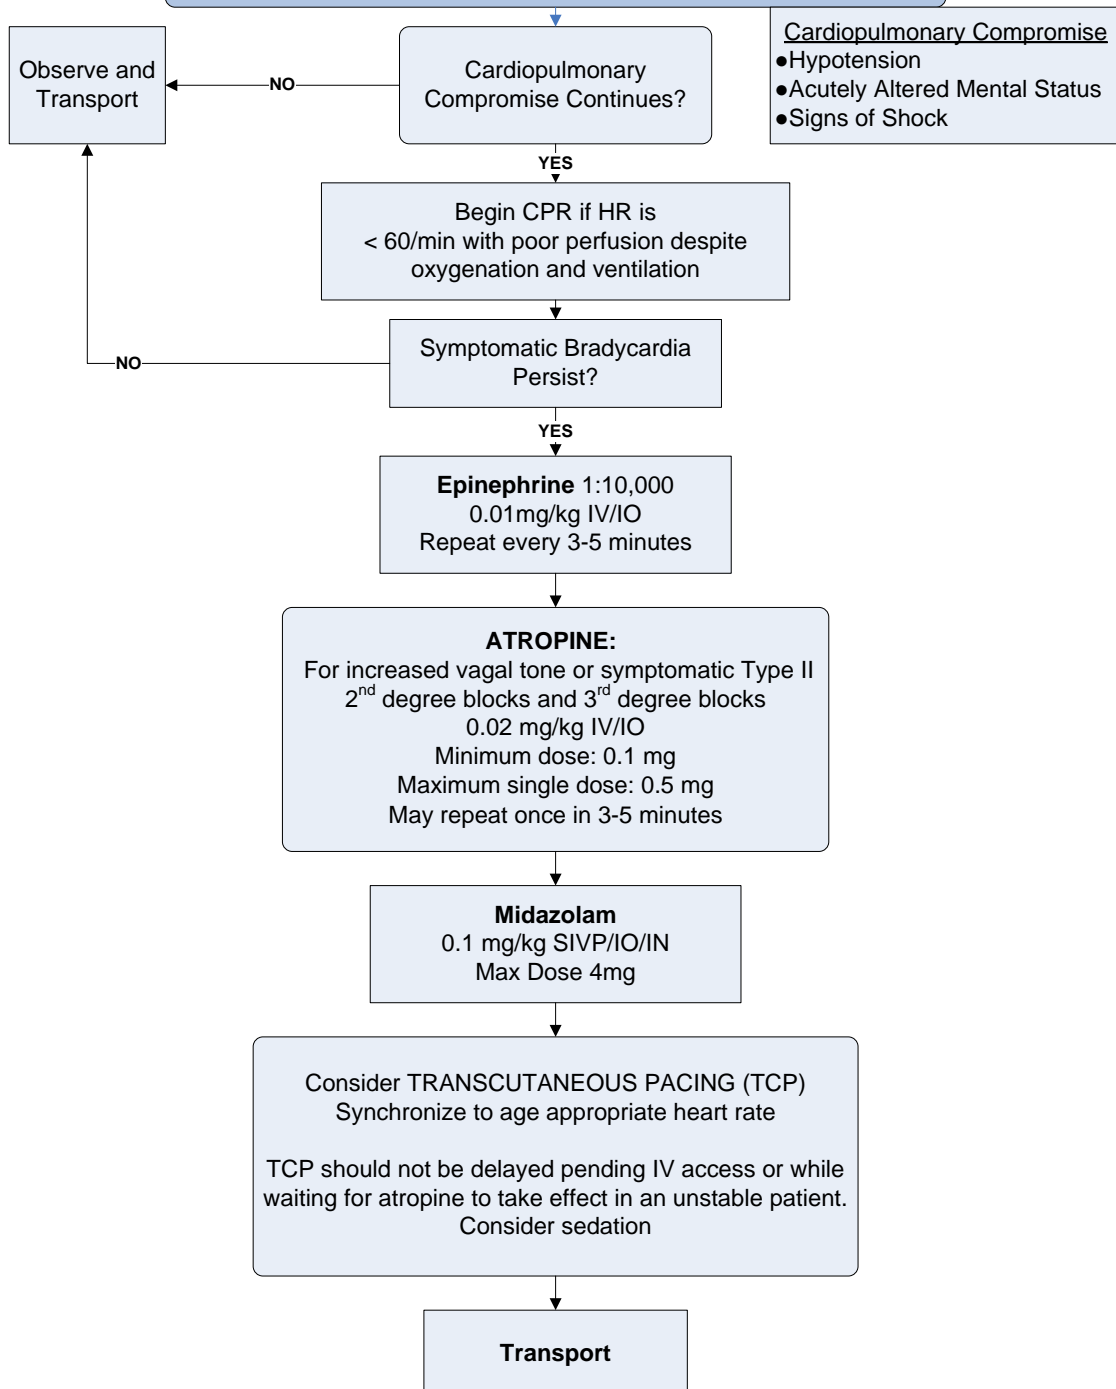 Cardiopulmonary Compromise
●Hypotension
●Acutely Altered Mental Status
●Signs of Shock
Observe and
Transport
NO
Cardiopulmonary
Compromise Continues?
YES
Begin CPR if HR is
< 60/min with poor perfusion despite
oxygenation and ventilation
NO
Symptomatic Bradycardia
Persist?
YES
Epinephrine 1:10,000
0.01mg/kg IV/IO
Repeat every 3-5 minutes
ATROPINE:
For increased vagal tone or symptomatic Type II
2nd degree blocks and 3rd degree blocks
0.02 mg/kg IV/IO
Minimum dose: 0.1 mg
Maximum single dose: 0.5 mg
May repeat once in 3-5 minutes
Midazolam
0.1 mg/kg SIVP/IO/IN
Max Dose 4mg
Consider TRANSCUTANEOUS PACING (TCP)
Synchronize to age appropriate heart rate
TCP should not be delayed pending IV access or while
waiting for atropine to take effect in an unstable patient.
Consider sedation
Transport